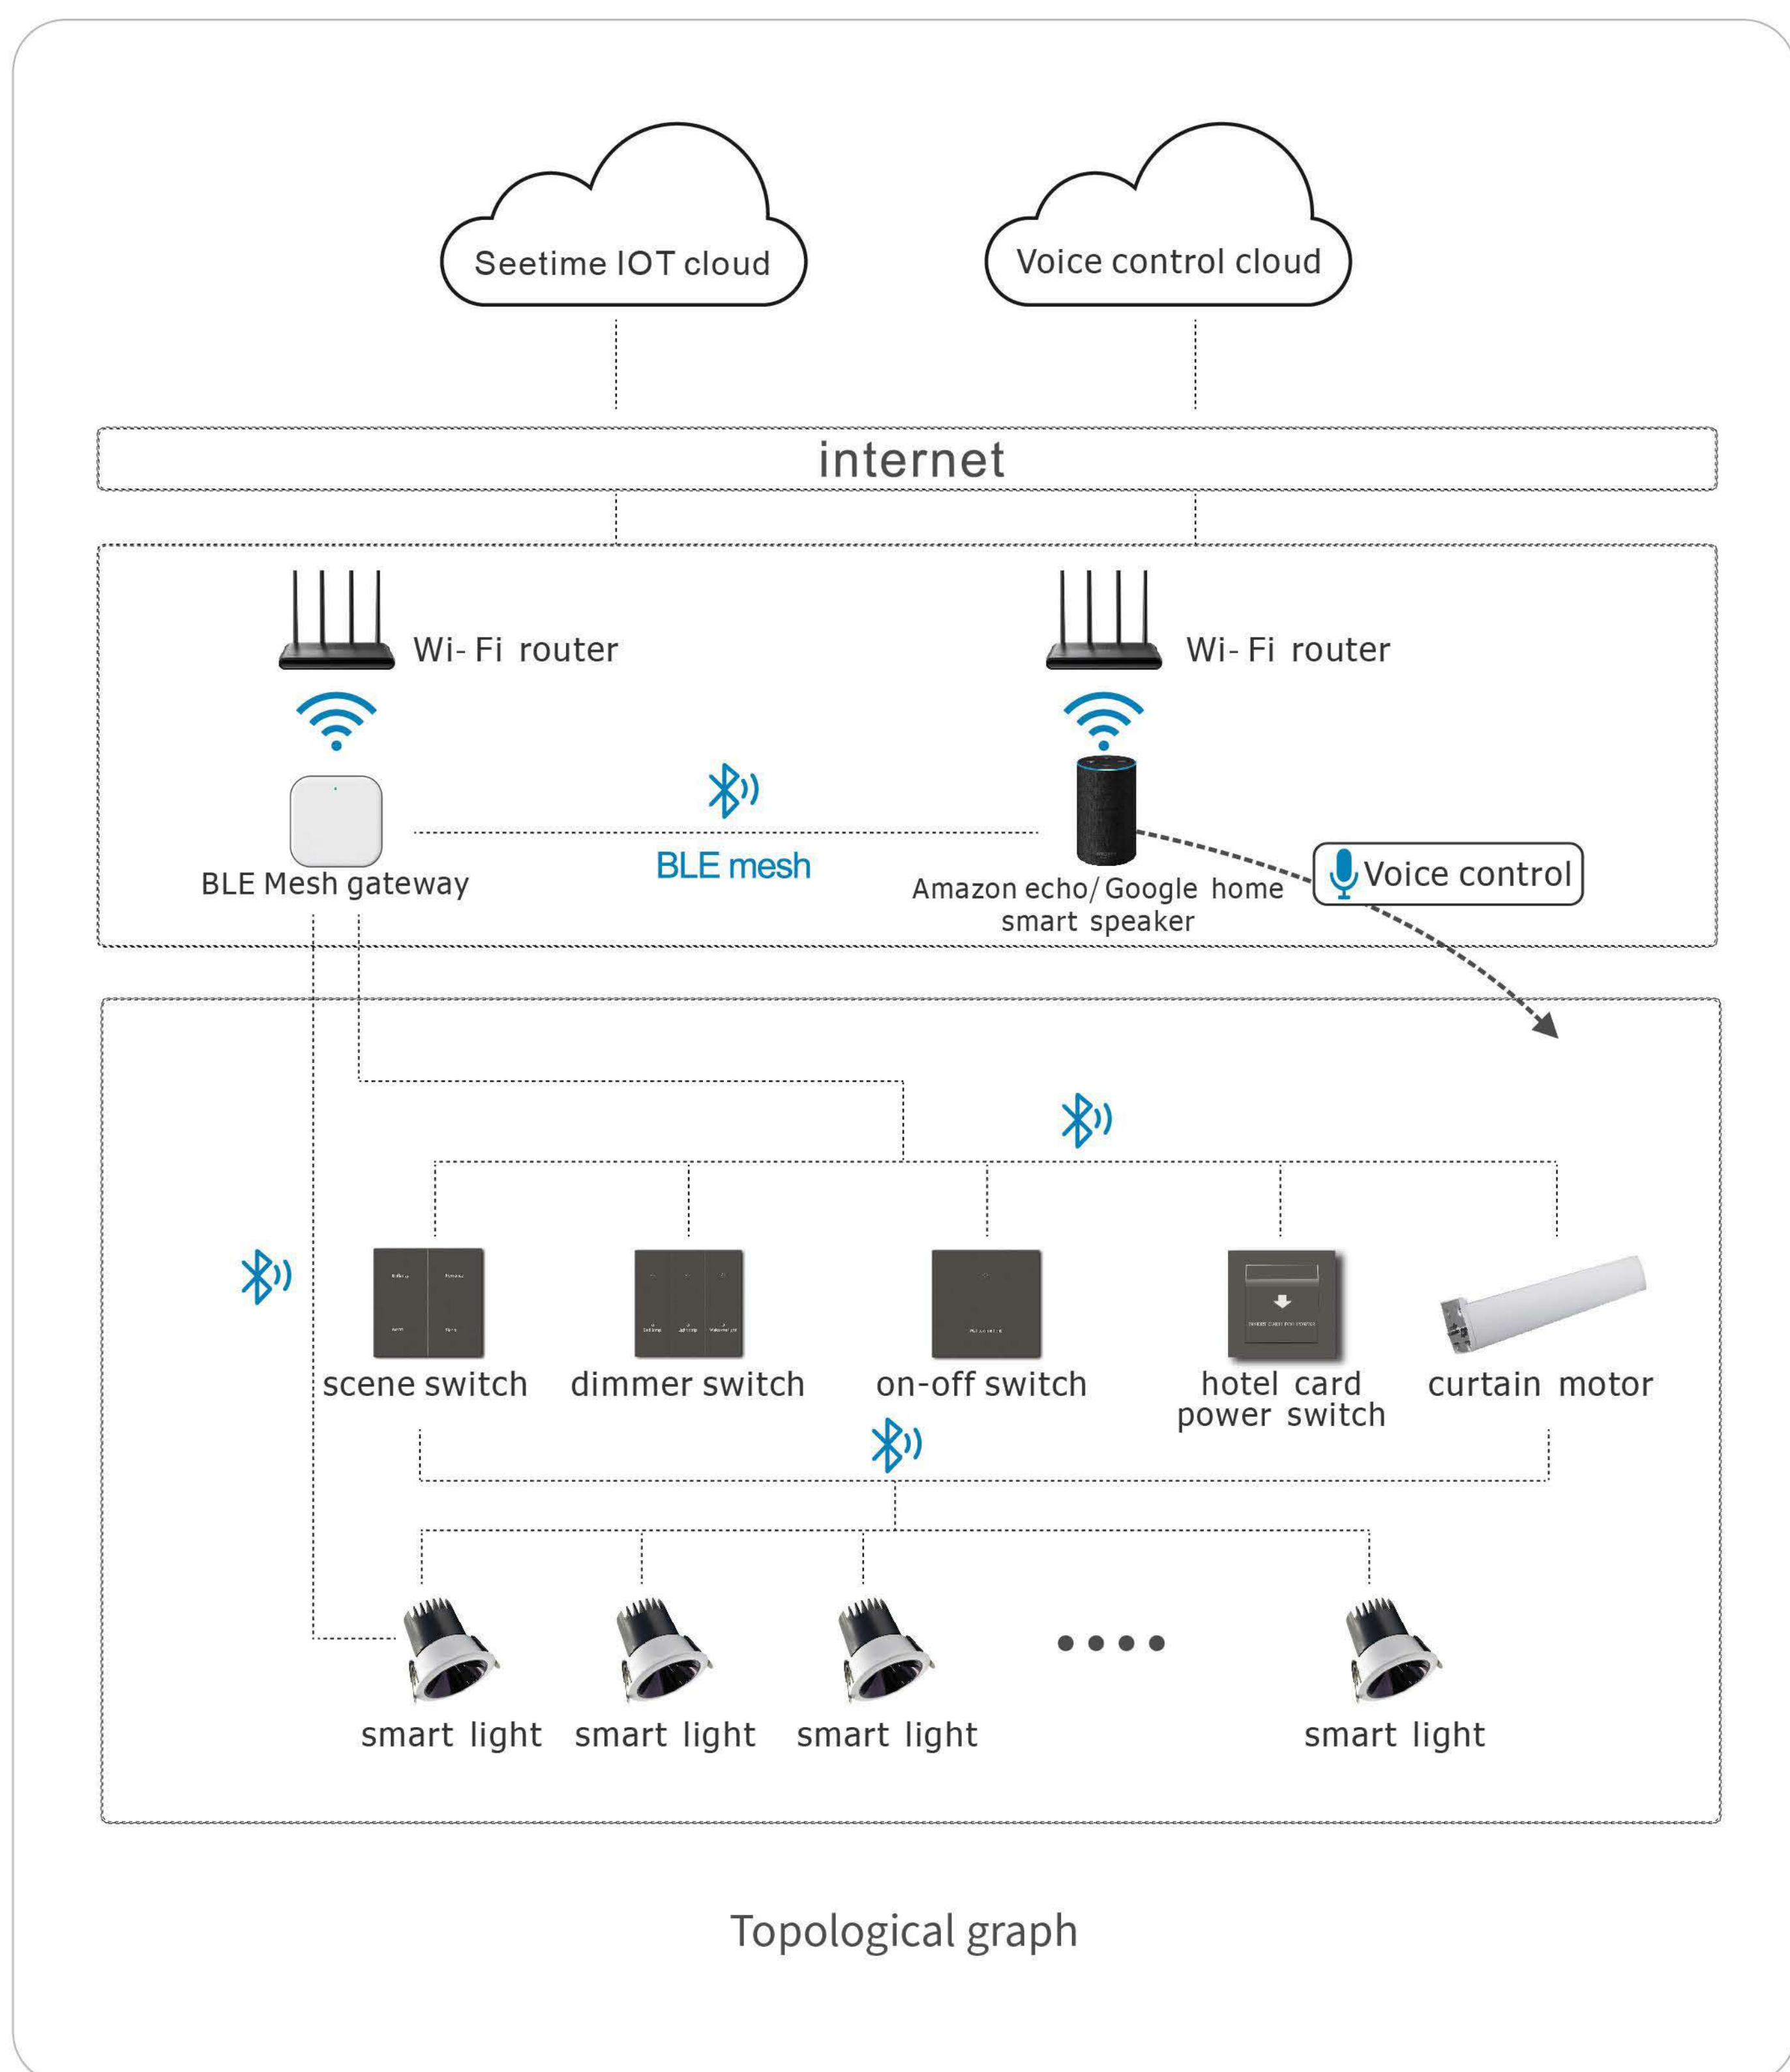 Seetime IOT cloud
Voice control cloud
internet
Wi-Fi router
Wi-Fi router
BLE mesh
BLE Mesh gateway
Amazon echo/Google home
smart speaker
Voice control
scene switch
dimmer switch
on-off switch
hotel card
power switch
curtain motor
smart light
smart light
smart light
smart light
Topological graph